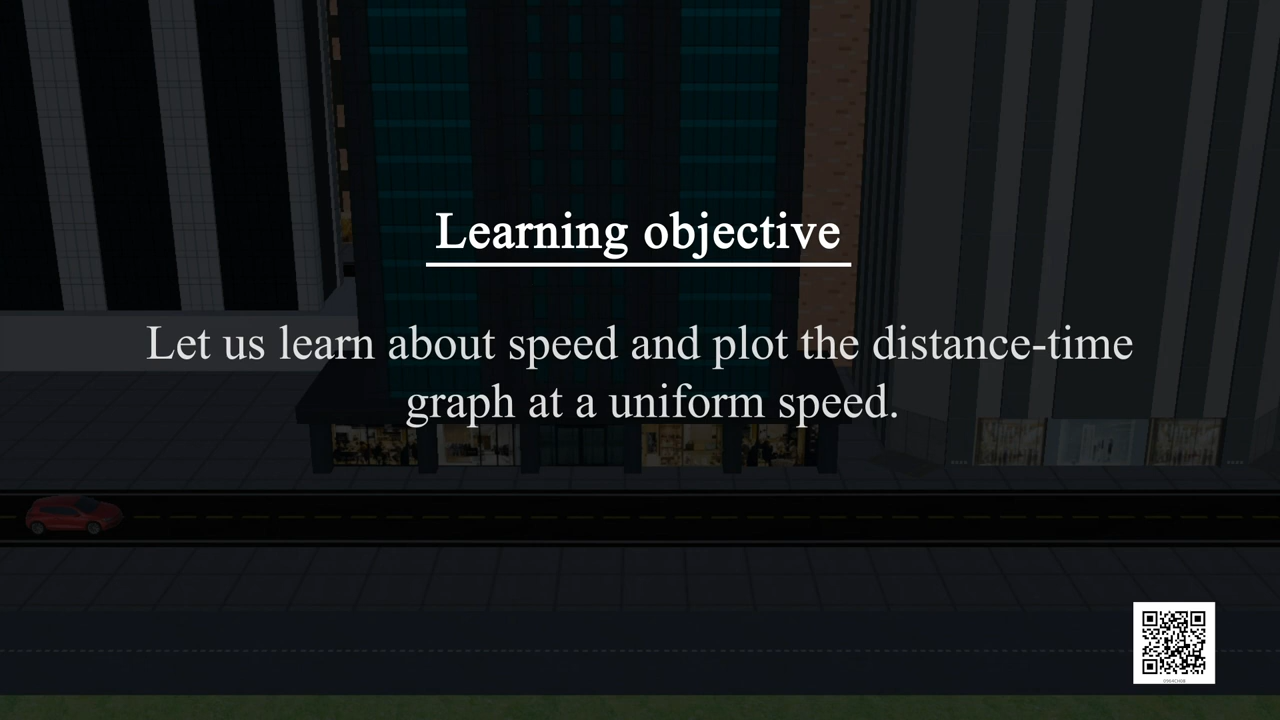 Learning objective
Let us learn about speed and plot the distance-time
graph at a uniform speed.